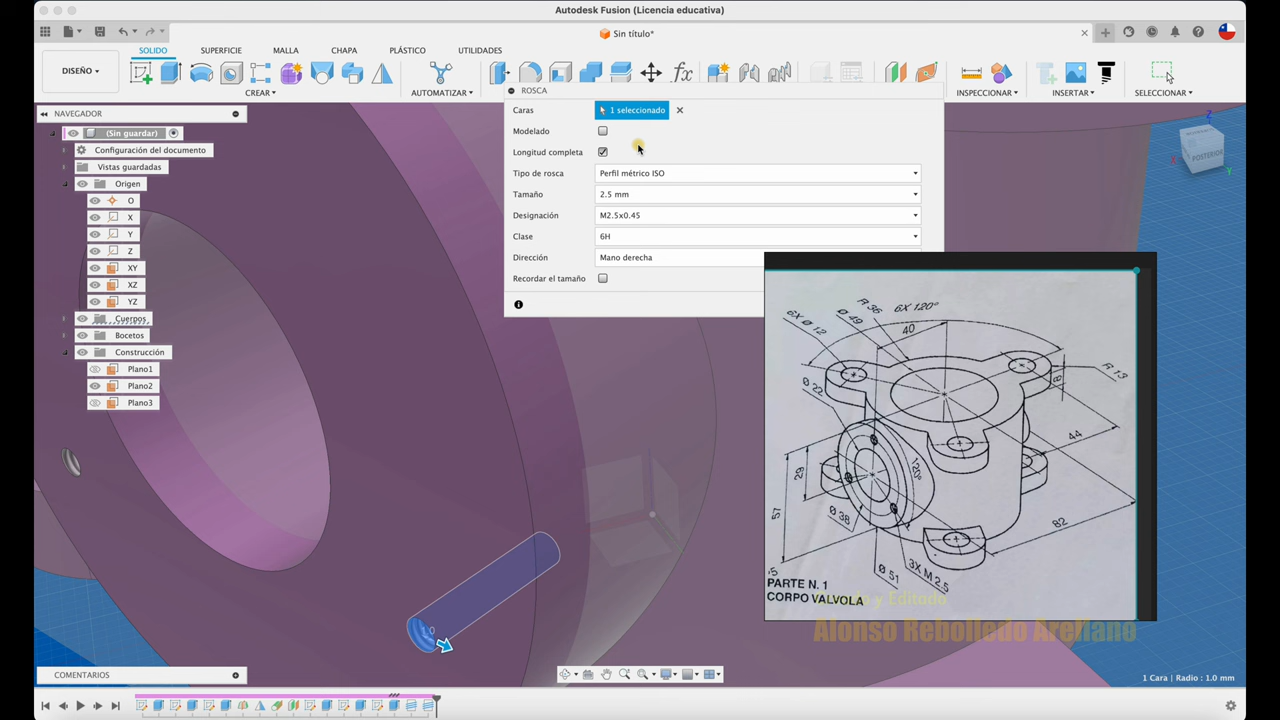 Autodesk Fusion (Licencia educativa)
Sin título*
SOLIDO
SUPERFICIE
MALLA
CHAPA
PLÁSTICO
UTILIDADES
DISEÑO
CREAR
AUTOMATIZAR
INSPECCIONAR
INSERTAR
SELECCIONAR
NAVEGADOR
(Sin guardar)
Configuración del documento
Vistas guardadas
Origen
O
X
Y
Z
XY
XZ
YZ
Cuerpos
Bocetos
Construcción
Plano1
Plano2
Plano3
ROSCA
Caras
1 seleccionado
Modelado
Longitud completa
Tipo de rosca
Perfil métrico ISO
Tamaño
2.5 mm
Designación
M2.5x0.45
Clase
6H
Dirección
Mano derecha
Recordar el tamaño
Z
POSTERIOR
X
Y
6X Ø 12
Ø 49
R 36
6X 120°
40
R 13
8
Ø 22
44
29
120°
57
Ø 38
82
Ø 51
3X M 2.5
.5
PARTE N. 1
CORPO VALVOLA
y Editado
Alonso Rebolledo Arellano
COMENTARIOS
1 Cara | Radio : 1.0 mm